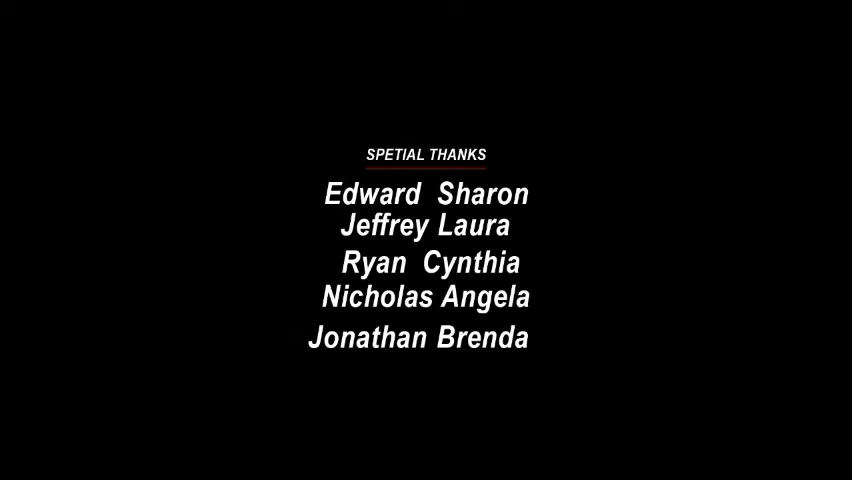 SPETIAL THANKS
Edward Sharon
Jeffrey Laura
Ryan Cynthia
Nicholas Angela
Jonathan Brenda